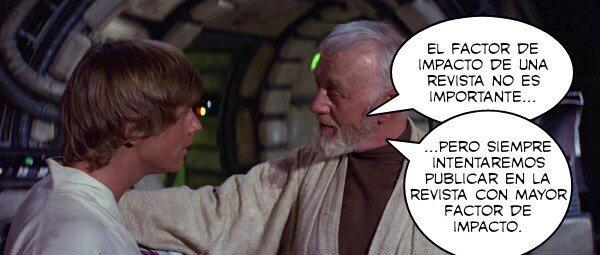 EL FACTOR DE
IMPACTO DE UNA
REVISTA NO ES
IMPORTANTE...
...PERO SIEMPRE
INTENTAREMOS
PUBLICAR EN LA
REVISTA CON MAYOR
FACTOR DE
IMPACTO.